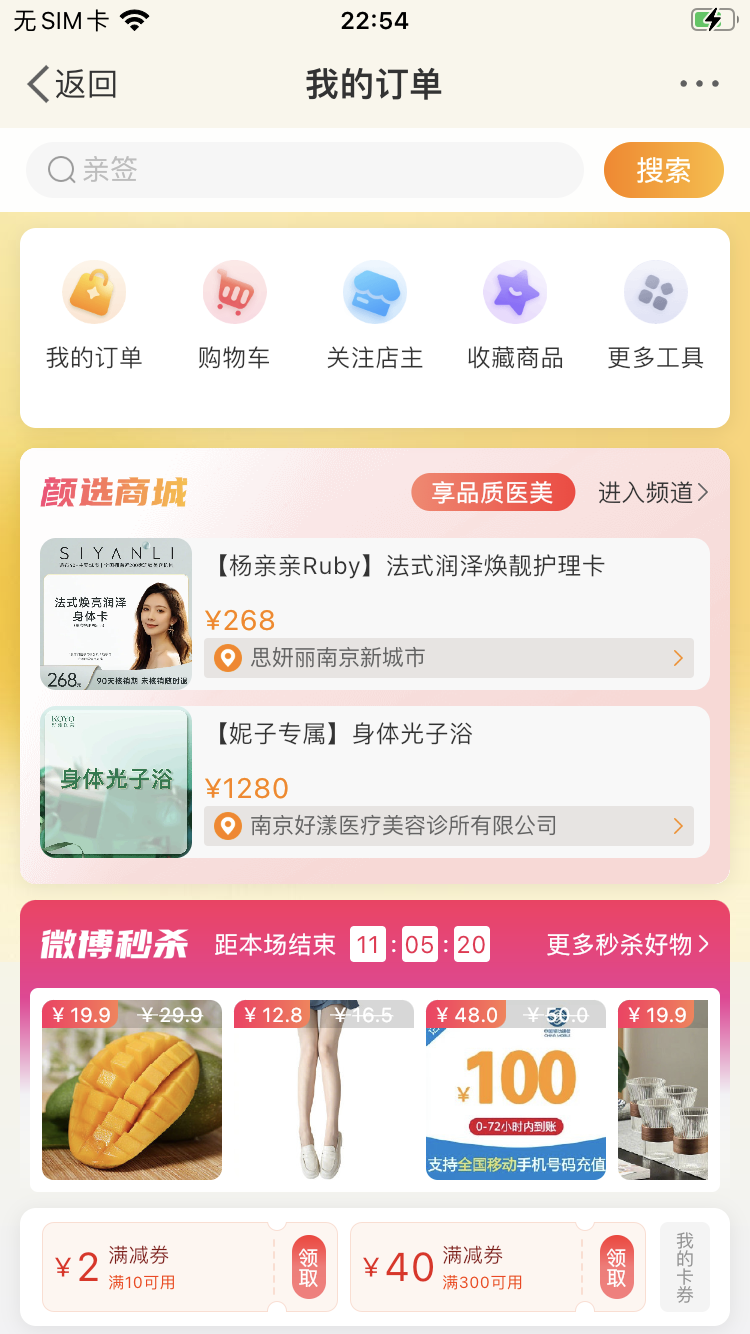 无SIM卡
22:54
返回
我的订单
亲签
搜索
我的订单
购物车
关注店主
收藏商品
更多工具
颜选商城
享品质医美
进入频道
SIYANLI
法式焕亮润泽
身体卡
268元
90天核销期 未核销随时退
【杨亲亲Ruby】法式润泽焕靓护理卡
¥268
思妍丽南京新城市
身体光子浴
【妮子专属】身体光子浴
¥1280
南京好漾医疗美容诊所有限公司
微博秒杀
距本场结束 11:05:20
更多秒杀好物
¥19.9 ¥29.9
¥12.8 ¥16.5
¥48.0 ¥50.0
¥19.9
¥100
0-72小时内到账
支持全国移动手机号码充值
¥2
满减券
满10可用
领取
¥40
满减券
满300可用
领取
我的卡券